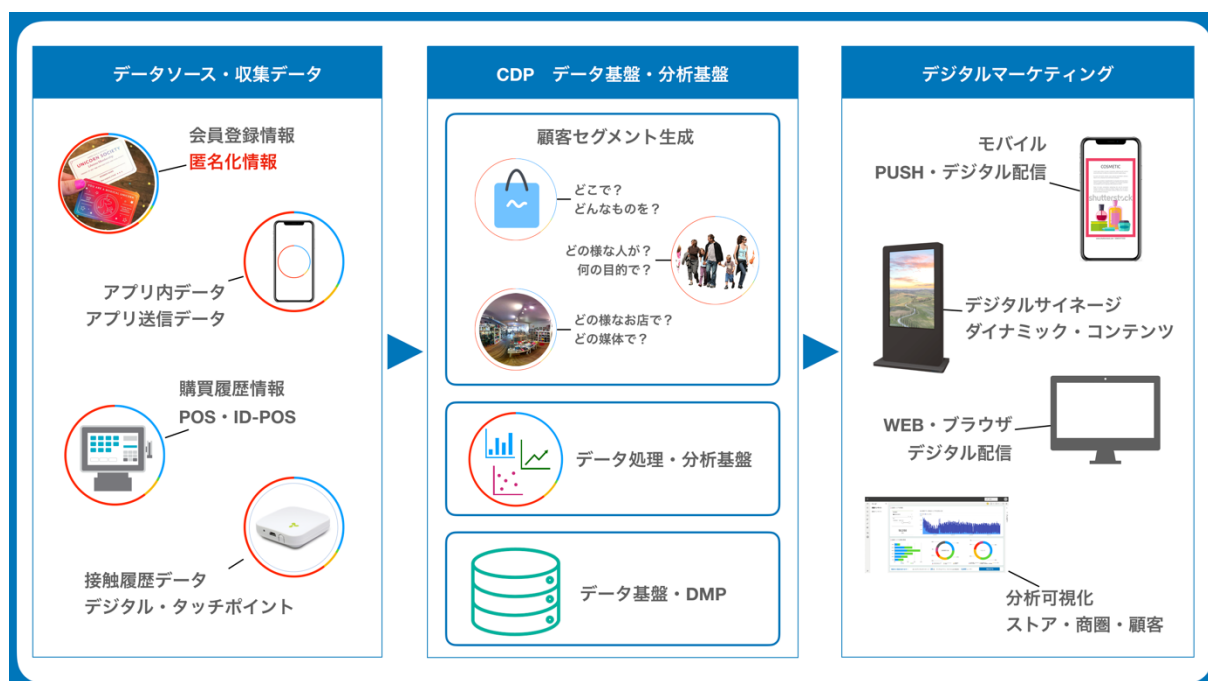 データソース・収集データ
会員登録情報
匿名化情報
UNICORN SOCIETY
アプリ内データ
アプリ送信データ
購買履歴情報
POS・ID-POS
接触履歴データ
デジタル・タッチポイント
CDP データ基盤・分析基盤
顧客セグメント生成
どこで？
どんなものを？
どの様な人が？
何の目的で？
どの様なお店で？
どの媒体で？
データ処理・分析基盤
データ基盤・DMP
デジタルマーケティング
モバイル
PUSH・デジタル配信
COSMETIC
shutterstock
デジタルサイネージ
ダイナミック・コンテンツ
WEB・ブラウザ
デジタル配信
分析可視化
ストア・商圏・顧客